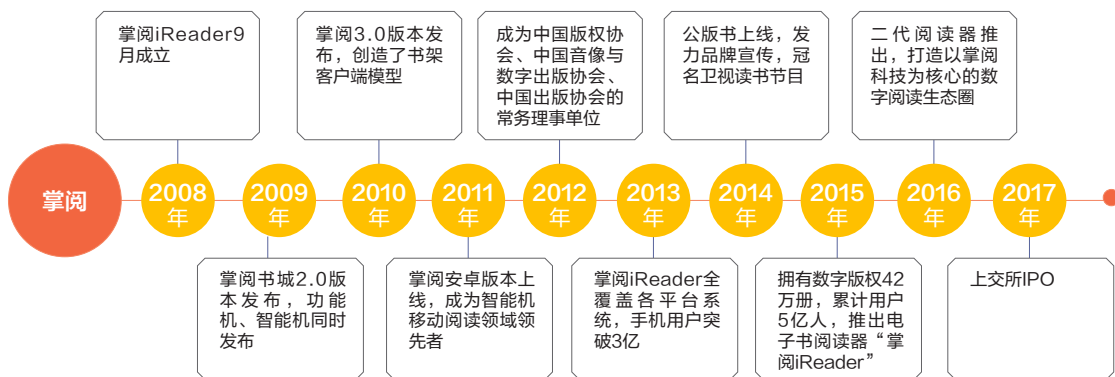 掌阅iReader9
月成立
掌阅3.0版本发
布，创造了书架
客户端模型
成为中国版权协
会、中国音像与
数字出版协会、
中国出版协会的
常务理事单位
公版书上线，发
力品牌宣传，冠
名卫视读书节目
二代阅读器推
出，打造以掌阅
科技为核心的数
字阅读生态圈
掌阅
2008
年
2009
年
2010
年
2011
年
2012
年
2013
年
2014
年
2015
年
2016
年
2017
年
掌阅书城2.0版
本发布，功能
机、智能机同时
发布
掌阅安卓版本上
线，成为智能机
移动阅读领域领
先者
掌阅iReader全
覆盖各平台系
统，手机用户突
破3亿
拥有数字版权42
万册，累计用户
5亿人，推出电
子书阅读器“掌
阅iReader”
上交所IPO